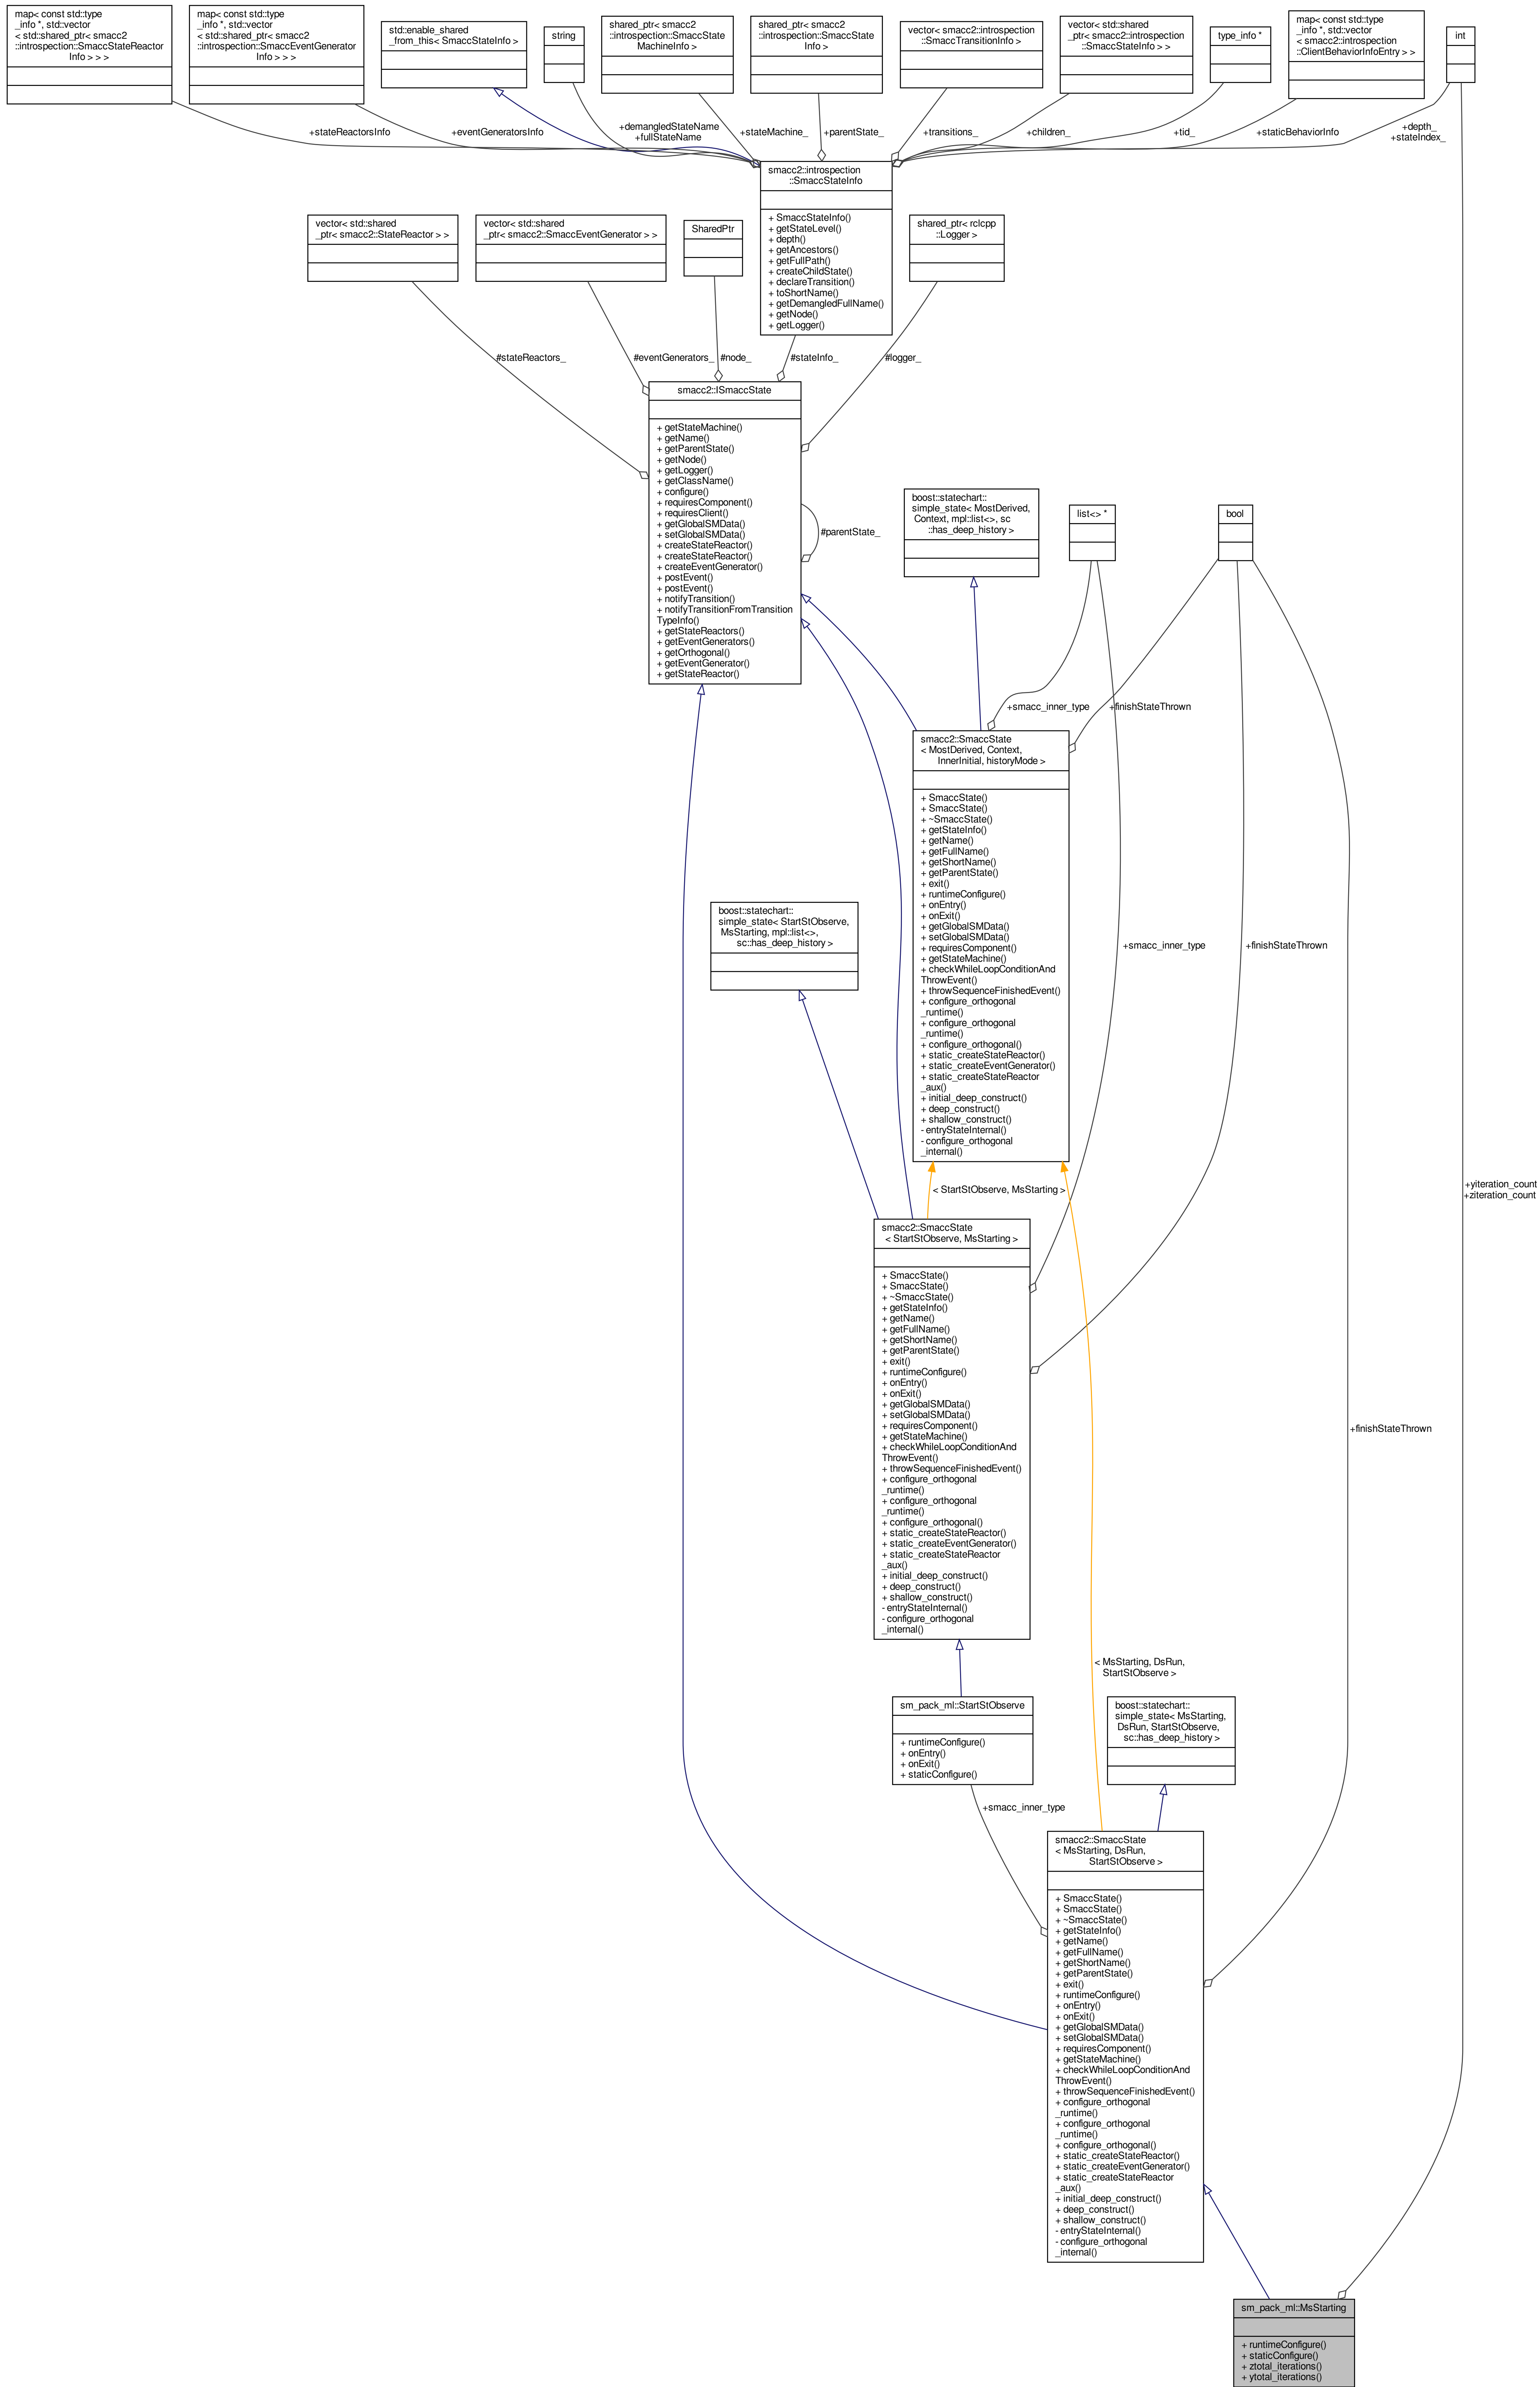 map< const std::type
_info *, std::vector
< std::shared_ptr< smacc2
::introspection::SmaccStateReactor
Info > > >
map< const std::type
_info *, std::vector
< std::shared_ptr< smacc2
::introspection::SmaccEventGenerator
Info > > >
std::enable_shared
_from_this< SmaccStateInfo >
string
shared_ptr< smacc2
::introspection::SmaccState
MachineInfo >
shared_ptr< smacc2
::introspection::SmaccState
Info >
vector< smacc2::introspection
::SmaccTransitionInfo >
vector< std::shared
_ptr< smacc2::introspection
::SmaccStateInfo > >
type_info *
map< const std::type
_info *, std::vector
< smacc2::introspection
::ClientBehaviorInfoEntry > >
int
+stateReactorsInfo
+eventGeneratorsInfo
+demangledStateName
+fullStateName
+stateMachine_
+parentState_
+transitions_
+children_
+tid_
+staticBehaviorInfo
+depth_
+stateIndex_
smacc2::introspection
::SmaccStateInfo
+ SmaccStateInfo()
+ getStateLevel()
+ depth()
+ getAncestors()
+ getFullPath()
+ createChildState()
+ declareTransition()
+ toShortName()
+ getDemangledFullName()
+ getNode()
+ getLogger()
vector< std::shared
_ptr< smacc2::StateReactor > >
vector< std::shared
_ptr< smacc2::SmaccEventGenerator > >
SharedPtr
shared_ptr< rclcpp
::Logger >
#stateReactors_
#eventGenerators_
#node_
#stateInfo_
#logger_
smacc2::ISmaccState
+ getStateMachine()
+ getName()
+ getParentState()
+ getNode()
+ getLogger()
+ getClassName()
+ configure()
+ requiresComponent()
+ requiresClient()
+ getGlobalSMData()
+ setGlobalSMData()
+ createStateReactor()
+ createStateReactor()
+ createEventGenerator()
+ postEvent()
+ postEvent()
+ notifyTransition()
+ notifyTransitionFromTransition
TypeInfo()
+ getStateReactors()
+ getEventGenerators()
+ getOrthogonal()
+ getEventGenerator()
+ getStateReactor()
#parentState_
boost::statechart::
simple_state< MostDerived,
Context, mpl::list<>, sc
::has_deep_history >
list<> *
bool
+smacc_inner_type
+finishStateThrown
smacc2::SmaccState
< MostDerived, Context,
InnerInitial, historyMode >
+ SmaccState()
+ SmaccState()
+ ~SmaccState()
+ getStateInfo()
+ getName()
+ getFullName()
+ getShortName()
+ getParentState()
+ exit()
+ runtimeConfigure()
+ onEntry()
+ onExit()
+ getGlobalSMData()
+ setGlobalSMData()
+ requiresComponent()
+ getStateMachine()
+ checkWhileLoopConditionAnd
ThrowEvent()
+ throwSequenceFinishedEvent()
+ configure_orthogonal
_runtime()
+ configure_orthogonal
_runtime()
+ configure_orthogonal()
+ static_createStateReactor()
+ static_createEventGenerator()
+ static_createStateReactor
_aux()
+ initial_deep_construct()
+ deep_construct()
+ shallow_construct()
- entryStateInternal()
- configure_orthogonal
_internal()
boost::statechart::
simple_state< StartStObserve,
MsStarting, mpl::list<>,
sc::has_deep_history >
+smacc_inner_type
+finishStateThrown
< StartStObserve, MsStarting >
+yiteration_count
+ziteration_count
smacc2::SmaccState
< StartStObserve, MsStarting >
+ SmaccState()
+ SmaccState()
+ ~SmaccState()
+ getStateInfo()
+ getName()
+ getFullName()
+ getShortName()
+ getParentState()
+ exit()
+ runtimeConfigure()
+ onEntry()
+ onExit()
+ getGlobalSMData()
+ setGlobalSMData()
+ requiresComponent()
+ getStateMachine()
+ checkWhileLoopConditionAnd
ThrowEvent()
+ throwSequenceFinishedEvent()
+ configure_orthogonal
_runtime()
+ configure_orthogonal
_runtime()
+ configure_orthogonal()
+ static_createStateReactor()
+ static_createEventGenerator()
+ static_createStateReactor
_aux()
+ initial_deep_construct()
+ deep_construct()
+ shallow_construct()
- entryStateInternal()
- configure_orthogonal
_internal()
+finishStateThrown
< MsStarting, DsRun,
StartStObserve >
sm_pack_ml::StartStObserve
+ runtimeConfigure()
+ onEntry()
+ onExit()
+ staticConfigure()
boost::statechart::
simple_state< MsStarting,
DsRun, StartStObserve,
sc::has_deep_history >
+smacc_inner_type
smacc2::SmaccState
< MsStarting, DsRun,
StartStObserve >
+ SmaccState()
+ SmaccState()
+ ~SmaccState()
+ getStateInfo()
+ getName()
+ getFullName()
+ getShortName()
+ getParentState()
+ exit()
+ runtimeConfigure()
+ onEntry()
+ onExit()
+ getGlobalSMData()
+ setGlobalSMData()
+ requiresComponent()
+ getStateMachine()
+ checkWhileLoopConditionAnd
ThrowEvent()
+ throwSequenceFinishedEvent()
+ configure_orthogonal
_runtime()
+ configure_orthogonal
_runtime()
+ configure_orthogonal()
+ static_createStateReactor()
+ static_createEventGenerator()
+ static_createStateReactor
_aux()
+ initial_deep_construct()
+ deep_construct()
+ shallow_construct()
- entryStateInternal()
- configure_orthogonal
_internal()
sm_pack_ml::MsStarting
+ runtimeConfigure()
+ staticConfigure()
+ ztotal_iterations()
+ ytotal_iterations()